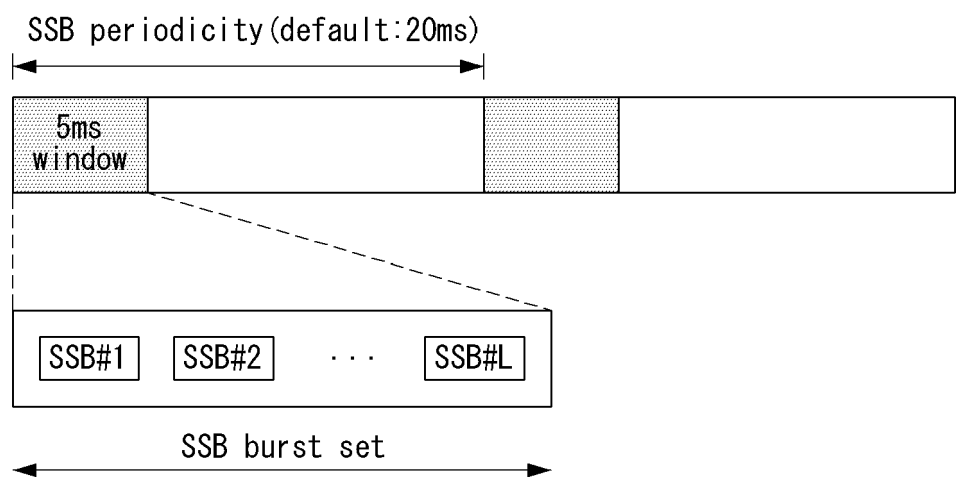 SSB periodicity(default:20ms)
5ms
window
SSB#1 SSB#2 ··· SSB#L
SSB burst set